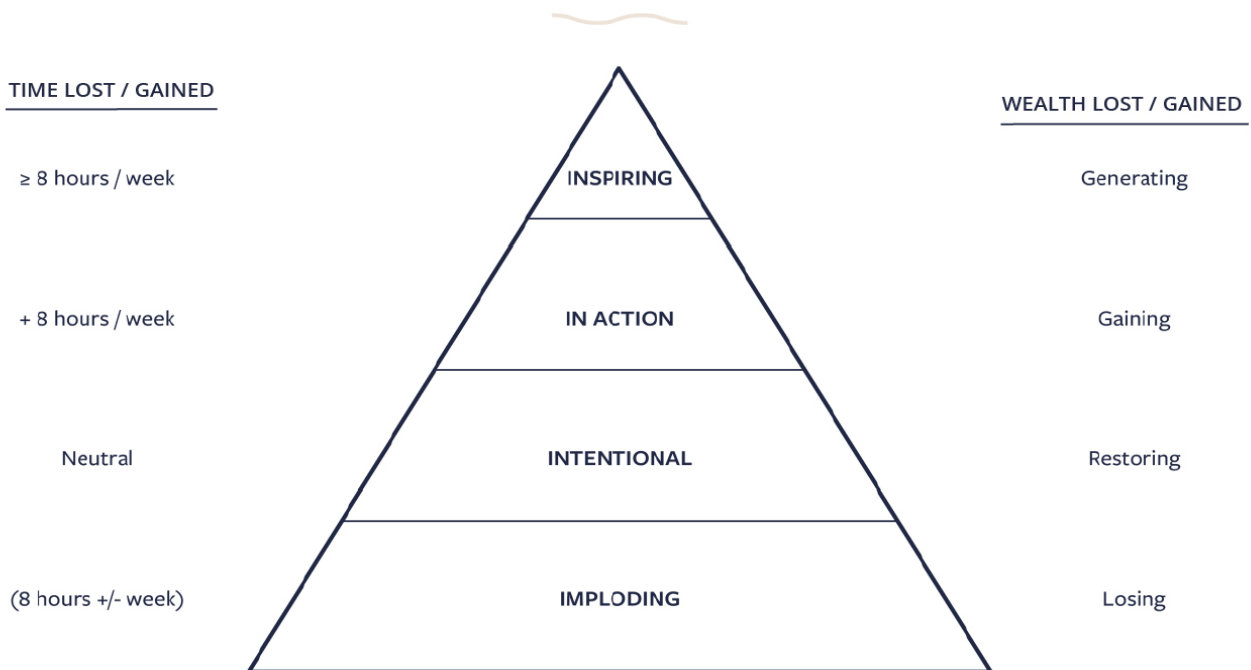 TIME LOST / GAINED
WEALTH LOST / GAINED
≥ 8 hours / week
INSPIRING
Generating
+ 8 hours / week
IN ACTION
Gaining
Neutral
INTENTIONAL
Restoring
(8 hours +/- week)
IMPLODING
Losing